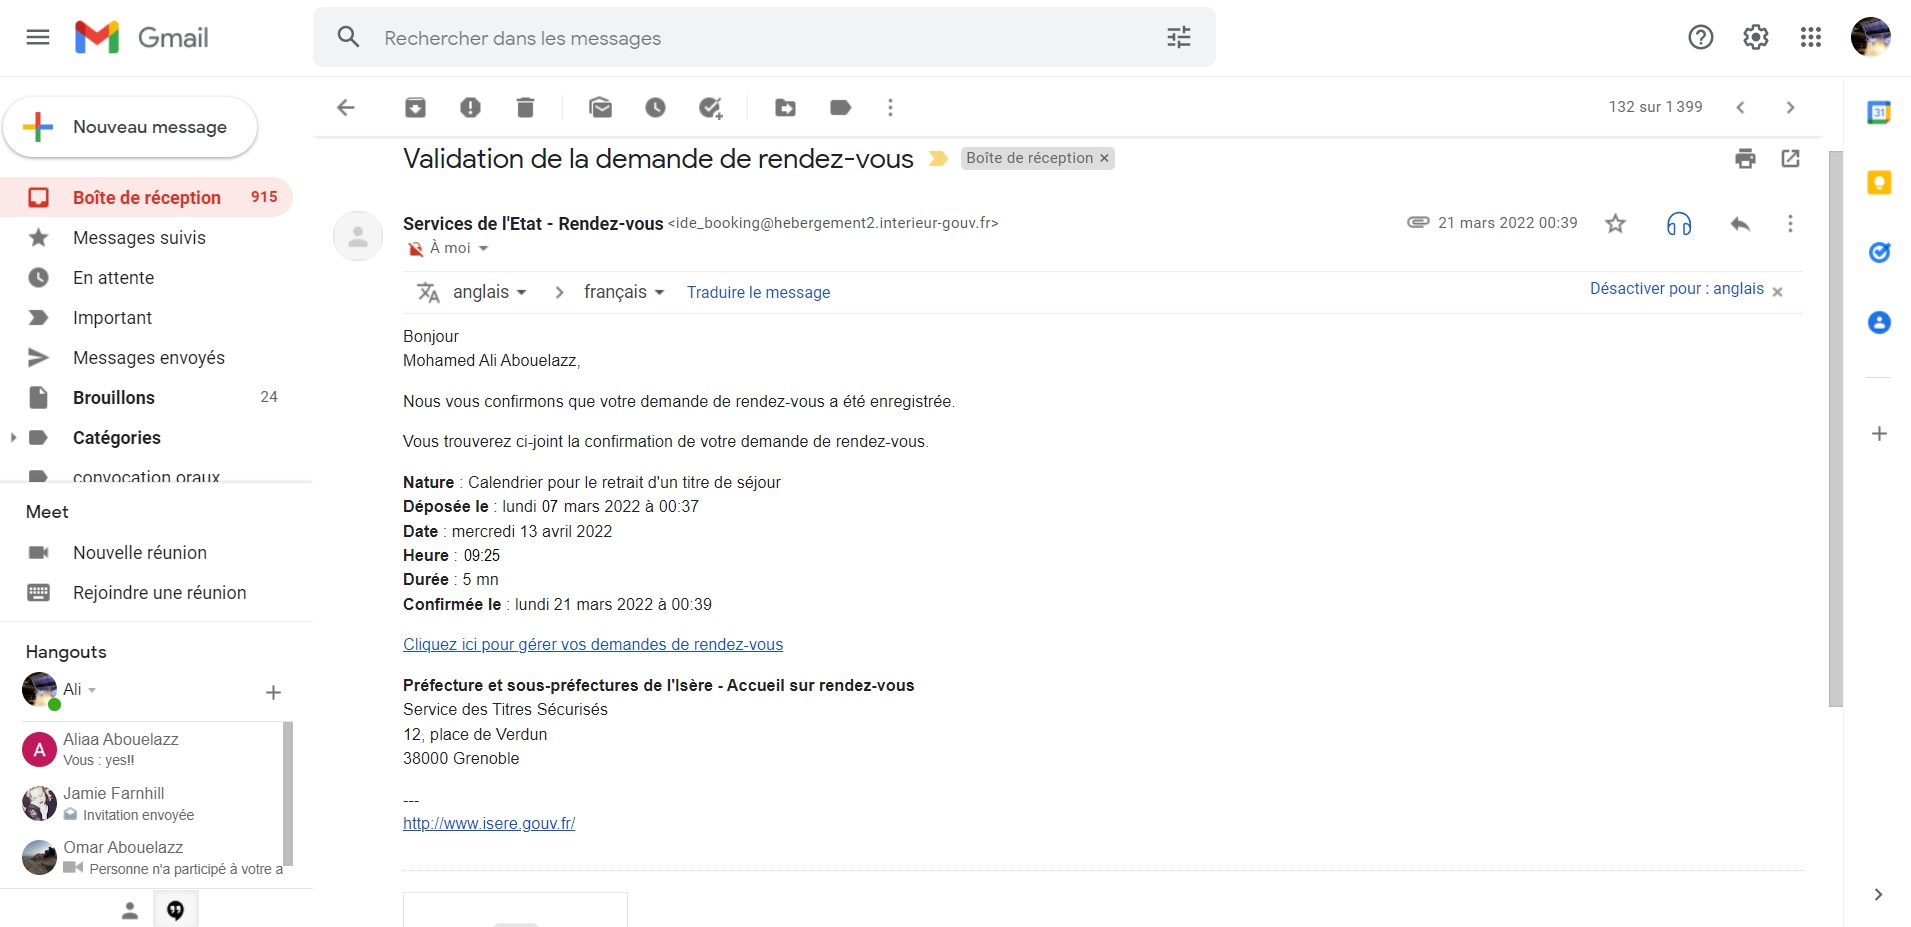 Gmail
Rechercher dans les messages
Nouveau message
132 sur 1 399
Boîte de réception 915
Messages suivis
En attente
Important
Messages envoyés
Brouillons 24
Catégories
convocation oraux
Meet
Nouvelle réunion
Rejoindre une réunion
Hangouts
Ali
A
Aliaa Abouelazz
Vous : yes!!
Jamie Farnhill
Invitation envoyée
Omar Abouelazz
Personne n'a participé à votre a
Validation de la demande de rendez-vous Boîte de réception ×
Services de l'Etat - Rendez-vous <ide_booking@hebergement2.interieur-gouv.fr> 21 mars 2022 00:39
À moi
anglais > français Traduire le message Désactiver pour : anglais ×
Bonjour
Mohamed Ali Abouelazz,
Nous vous confirmons que votre demande de rendez-vous a été enregistrée.
Vous trouverez ci-joint la confirmation de votre demande de rendez-vous.
Nature : Calendrier pour le retrait d'un titre de séjour
Déposée le : lundi 07 mars 2022 à 00:37
Date : mercredi 13 avril 2022
Heure : 09:25
Durée : 5 mn
Confirmée le : lundi 21 mars 2022 à 00:39
Cliquez ici pour gérer vos demandes de rendez-vous
Préfecture et sous-préfectures de l'Isère - Accueil sur rendez-vous
Service des Titres Sécurisés
12, place de Verdun
38000 Grenoble
---
http://www.isere.gouv.fr/
31